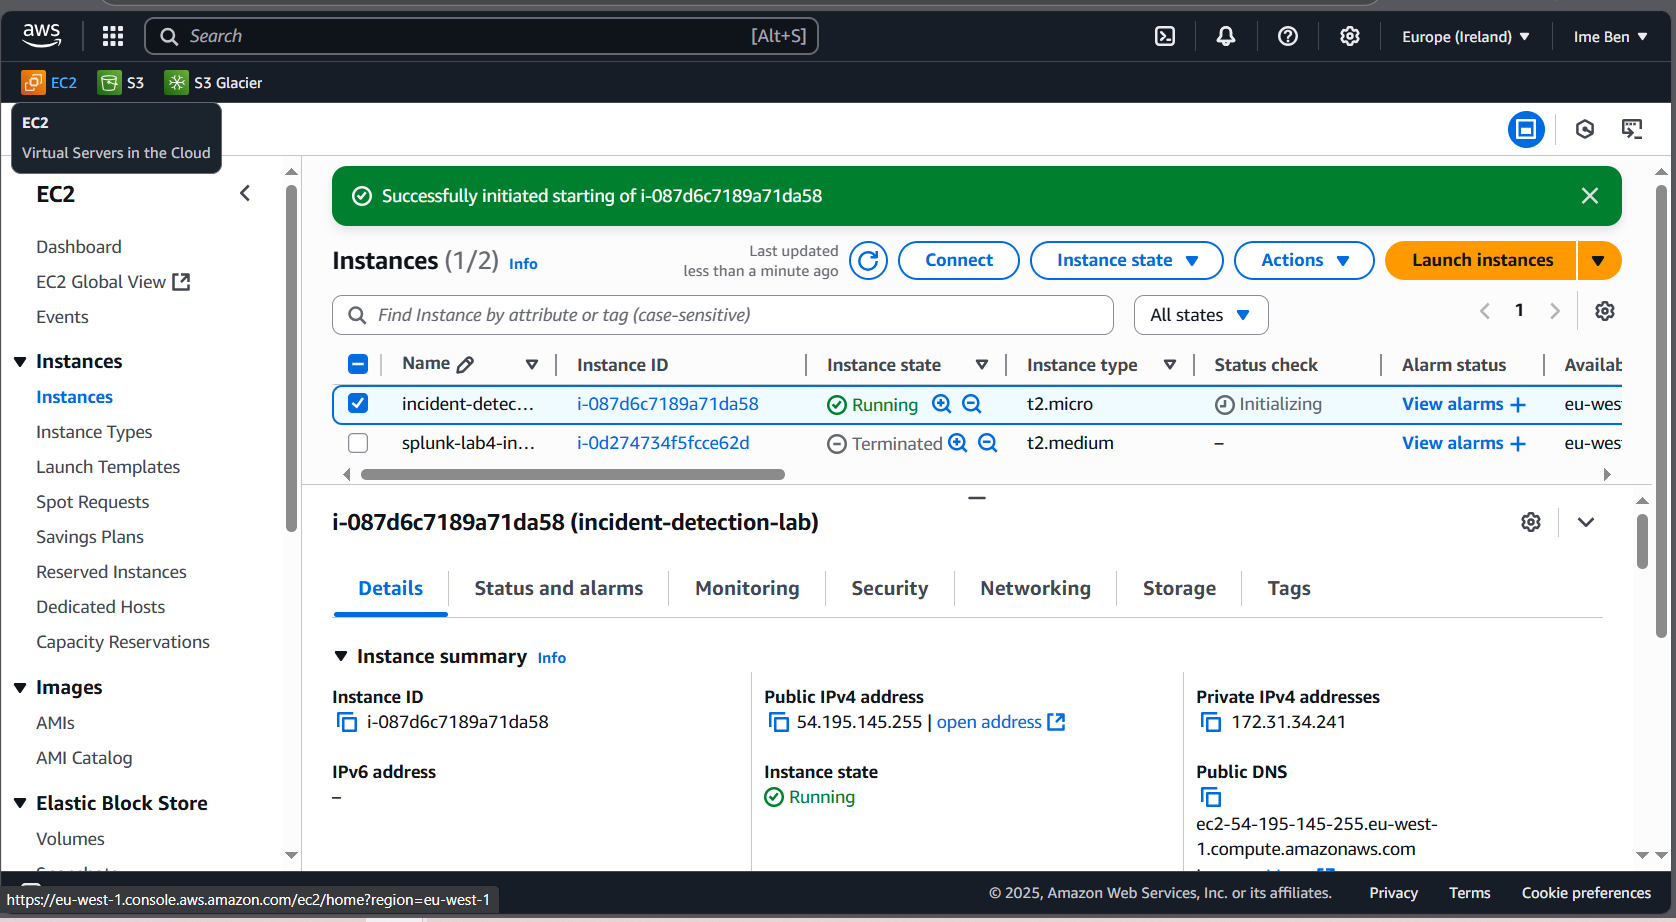 aws
Search
[Alt+S]
Europe (Ireland)
Ime Ben
EC2
S3
S3 Glacier
EC2
Virtual Servers in the Cloud
EC2
Dashboard
EC2 Global View
Events
Instances
Instances
Instance Types
Launch Templates
Spot Requests
Savings Plans
Reserved Instances
Dedicated Hosts
Capacity Reservations
Images
AMIs
AMI Catalog
Elastic Block Store
Volumes
Successfully initiated starting of i-087d6c7189a71da58
Instances (1/2) Info
Last updated
less than a minute ago
Connect
Instance state
Actions
Launch instances
Find Instance by attribute or tag (case-sensitive)
All states
1
Name Instance ID Instance state Instance type Status check Alarm status Availab
incident-detec... i-087d6c7189a71da58 Running t2.micro Initializing View alarms + eu-wes
splunk-lab4-in... i-0d274734f5fcce62d Terminated t2.medium – View alarms + eu-wes
i-087d6c7189a71da58 (incident-detection-lab)
Details
Status and alarms
Monitoring
Security
Networking
Storage
Tags
Instance summary Info
Instance ID
i-087d6c7189a71da58
Public IPv4 address
54.195.145.255 | open address
Private IPv4 addresses
172.31.34.241
IPv6 address
–
Instance state
Running
Public DNS
ec2-54-195-145-255.eu-west-
1.compute.amazonaws.com
https://eu-west-1.console.aws.amazon.com/ec2/home?region=eu-west-1
© 2025, Amazon Web Services, Inc. or its affiliates.
Privacy
Terms
Cookie preferences